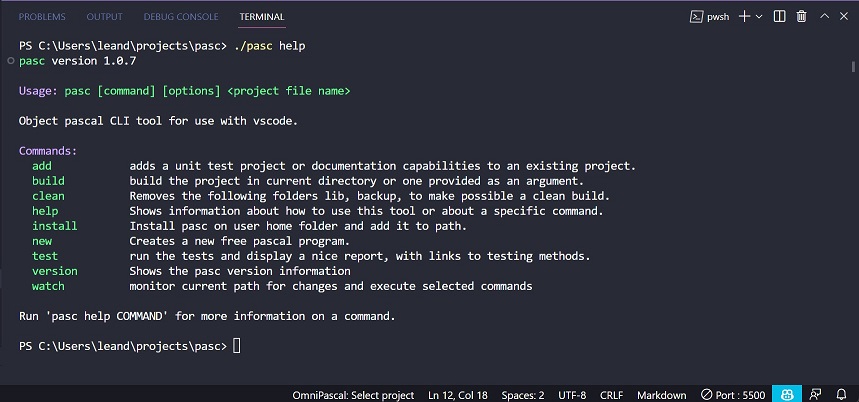 PROBLEMS OUTPUT DEBUG CONSOLE TERMINAL pwsh
PS C:\Users\leand\projects\pasc> ./pasc help
pasc version 1.0.7
Usage: pasc [command] [options] <project file name>
Object pascal CLI tool for use with vscode.
Commands:
add adds a unit test project or documentation capabilities to an existing project.
build build the project in current directory or one provided as an argument.
clean Removes the following folders lib, backup, to make possible a clean build.
help Shows information about how to use this tool or about a specific command.
install Install pasc on user home folder and add it to path.
new Creates a new free pascal program.
test run the tests and display a nice report, with links to testing methods.
version Shows the pasc version information
watch monitor current path for changes and execute selected commands
Run 'pasc help COMMAND' for more information on a command.
PS C:\Users\leand\projects\pasc>
OmniPascal: Select project Ln 12, Col 18 Spaces: 2 UTF-8 CRLF Markdown Port : 5500